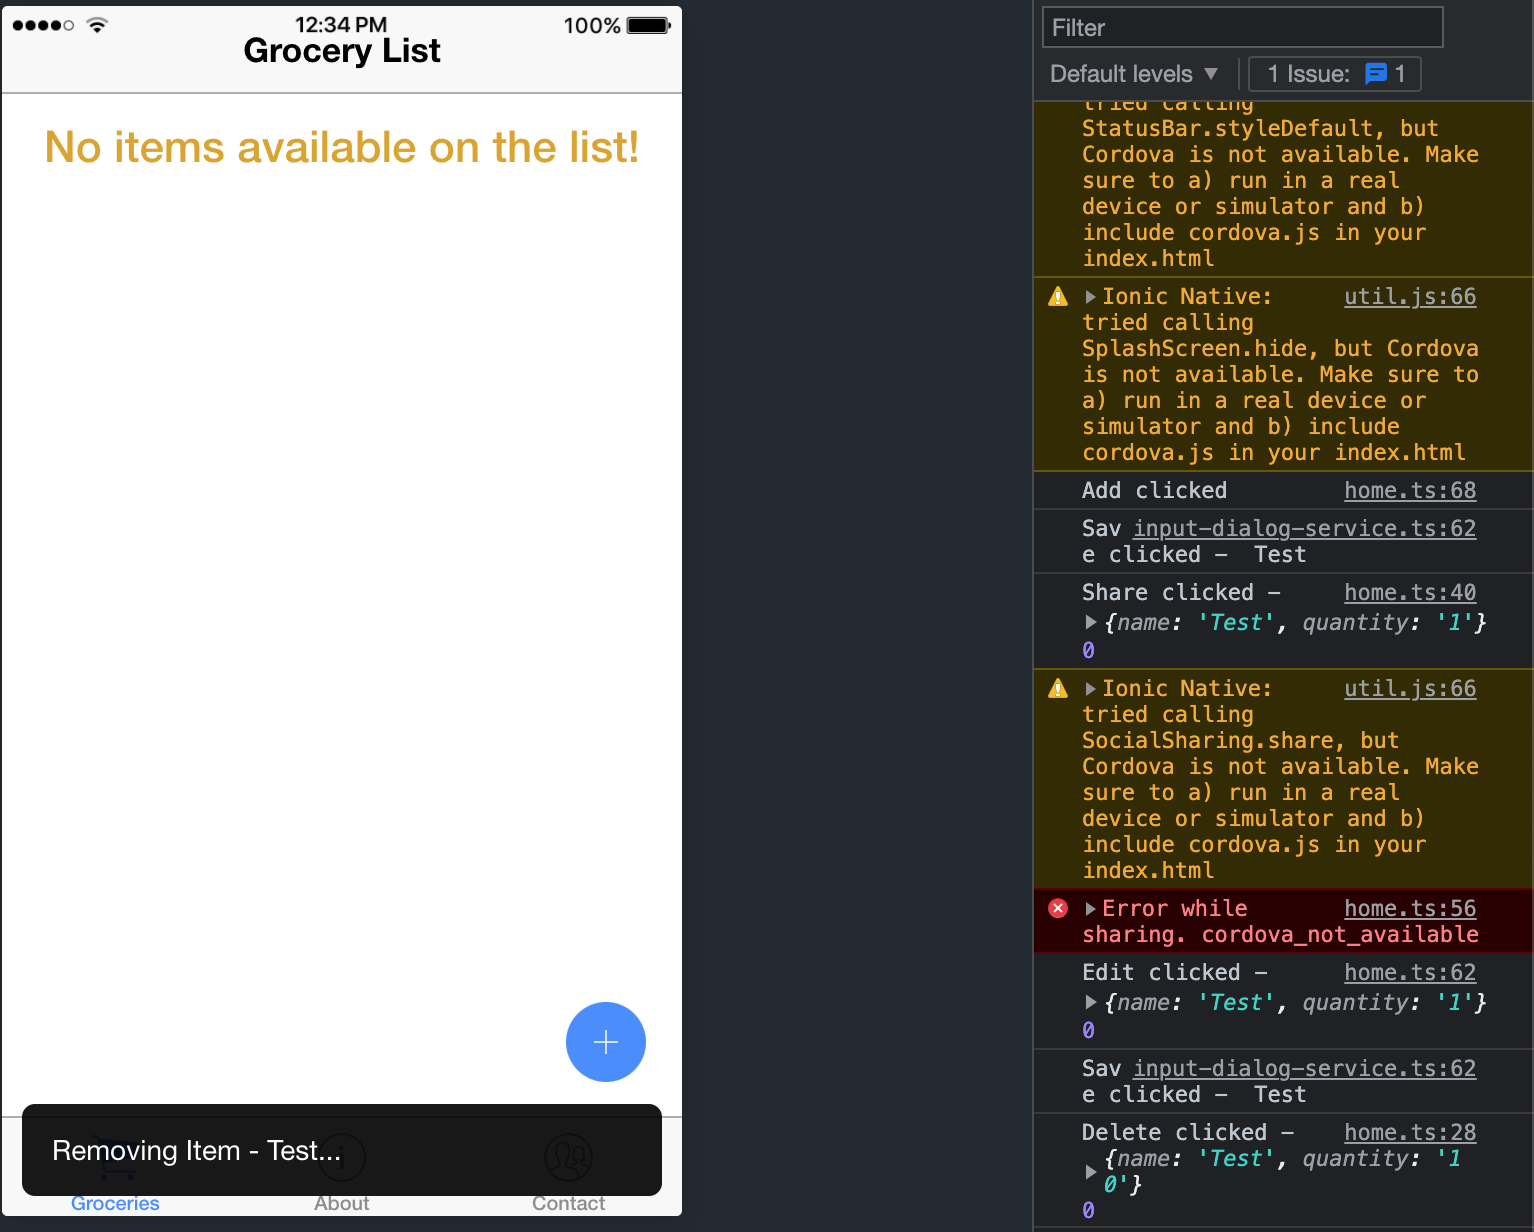 12:34 PM
100%
Grocery List
No items available on the list!
Removing Item - Test...
Groceries
About
Contact
Filter
Default levels ▼
1 Issue: 1
tried calling
StatusBar.styleDefault, but
Cordova is not available. Make
sure to a) run in a real
device or simulator and b)
include cordova.js in your
index.html
Ionic Native: util.js:66
tried calling
SplashScreen.hide, but Cordova
is not available. Make sure to
a) run in a real device or
simulator and b) include
cordova.js in your index.html
Add clicked home.ts:68
Sav input-dialog-service.ts:62
e clicked – Test
Share clicked – home.ts:40
{name: 'Test', quantity: '1'}
0
Ionic Native: util.js:66
tried calling
SocialSharing.share, but
Cordova is not available. Make
sure to a) run in a real
device or simulator and b)
include cordova.js in your
index.html
Error while home.ts:56
sharing. cordova_not_available
Edit clicked – home.ts:62
{name: 'Test', quantity: '1'}
0
Sav input-dialog-service.ts:62
e clicked – Test
Delete clicked – home.ts:28
{name: 'Test', quantity: '1
0'}
0